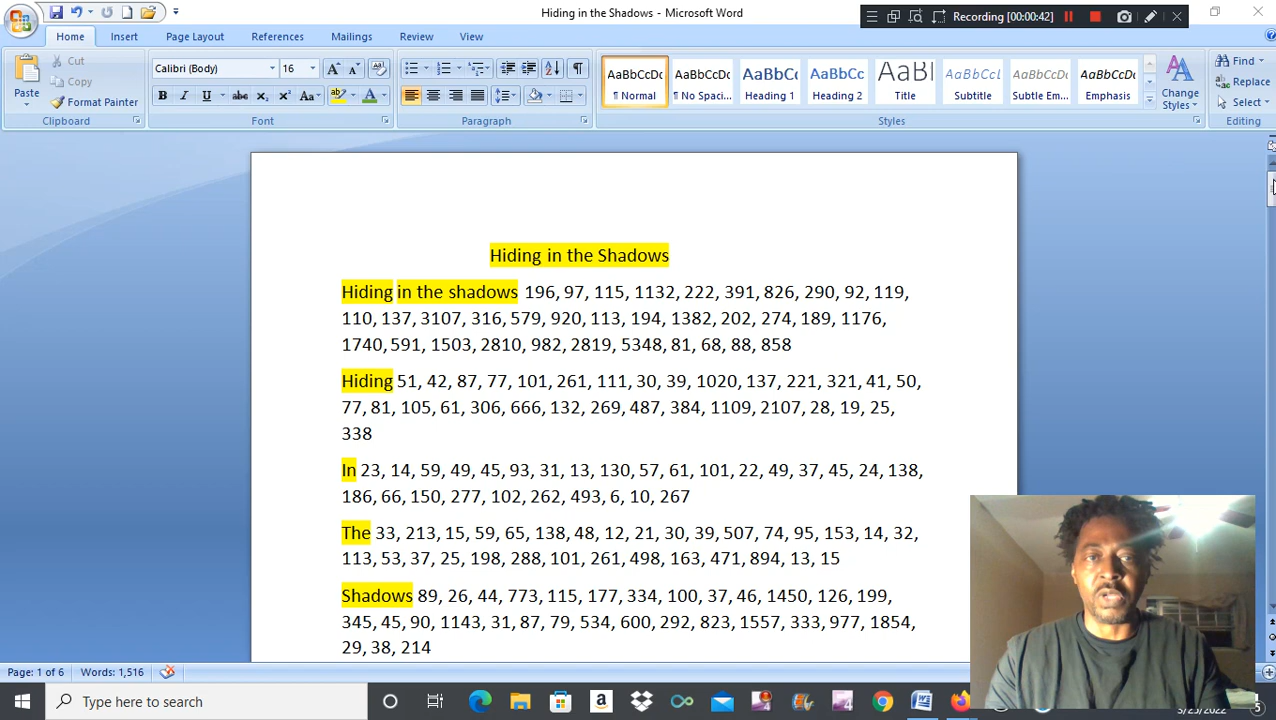 Hiding in the Shadows - Microsoft Word
Recording [00:00:42]
Home Insert Page Layout References Mailings Review View
Cut
Copy
Paste
Format Painter
Clipboard
Calibri (Body) 16
Font
Paragraph
AaBbCcDc AaBbCcDc AaBbC AaBbCc AaBl AaBbCcL AaBbCcDc AaBbCcDc
¶ Normal ¶ No Spaci... Heading 1 Heading 2 Title Subtitle Subtle Em... Emphasis
Change Styles
Styles
Find
Replace
Select
Editing
Hiding in the Shadows
Hiding in the shadows 196, 97, 115, 1132, 222, 391, 826, 290, 92, 119,
110, 137, 3107, 316, 579, 920, 113, 194, 1382, 202, 274, 189, 1176,
1740, 591, 1503, 2810, 982, 2819, 5348, 81, 68, 88, 858
Hiding 51, 42, 87, 77, 101, 261, 111, 30, 39, 1020, 137, 221, 321, 41, 50,
77, 81, 105, 61, 306, 666, 132, 269, 487, 384, 1109, 2107, 28, 19, 25,
338
In 23, 14, 59, 49, 45, 93, 31, 13, 130, 57, 61, 101, 22, 49, 37, 45, 24, 138,
186, 66, 150, 277, 102, 262, 493, 6, 10, 267
The 33, 213, 15, 59, 65, 138, 48, 12, 21, 30, 39, 507, 74, 95, 153, 14, 32,
113, 53, 37, 25, 198, 288, 101, 261, 498, 163, 471, 894, 13, 15
Shadows 89, 26, 44, 773, 115, 177, 334, 100, 37, 46, 1450, 126, 199,
345, 45, 90, 1143, 31, 87, 79, 534, 600, 292, 823, 1557, 333, 977, 1854,
29, 38, 214
Page: 1 of 6 Words: 1,516
Type here to search